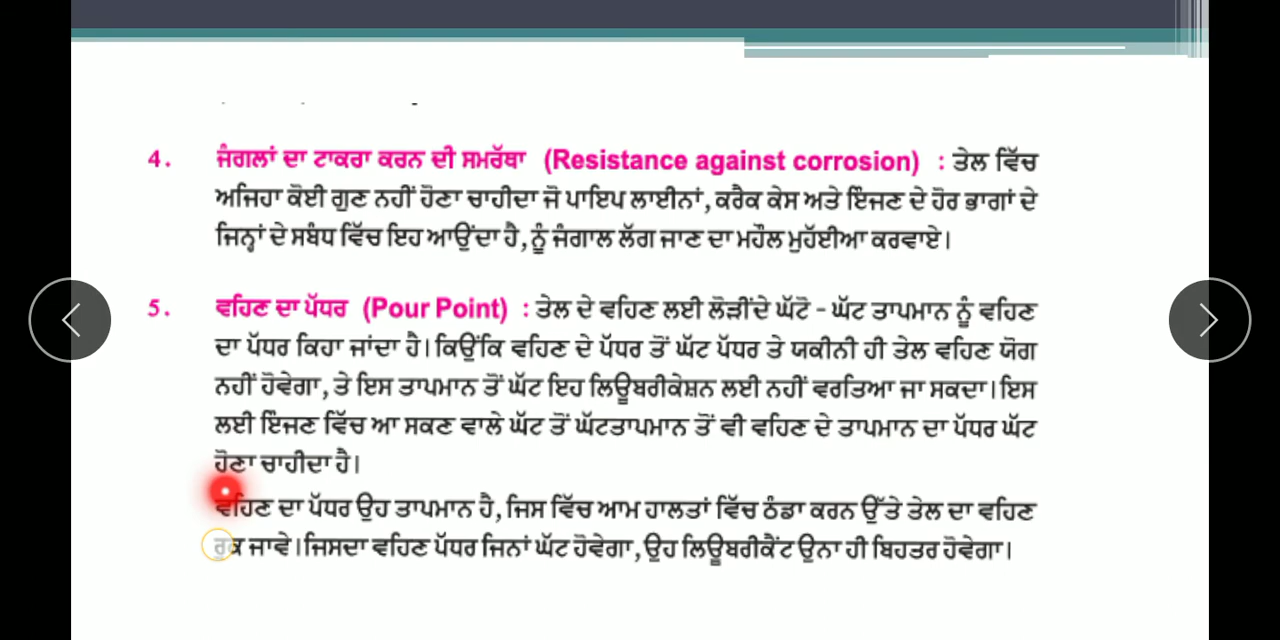 4. ਜੰਗਲਾਂ ਦਾ ਟਾਕਰਾ ਕਰਨ ਦੀ ਸਮਰੱਥਾ (Resistance against corrosion) : ਤੇਲ ਵਿੱਚ
ਅਜਿਹਾ ਕੋਈ ਗੁਣ ਨਹੀਂ ਹੋਣਾ ਚਾਹੀਦਾ ਜੋ ਪਾਇਪ ਲਾਈਨਾਂ, ਕਰੈਕ ਕੇਸ ਅਤੇ ਇੰਜਣ ਦੇ ਹੋਰ ਭਾਗਾਂ ਦੇ
ਜਿਨ੍ਹਾਂ ਦੇ ਸਬੰਧ ਵਿੱਚ ਇਹ ਆਉਂਦਾ ਹੈ, ਨੂੰ ਜੰਗਾਲ ਲੱਗ ਜਾਣ ਦਾ ਮਹੌਲ ਮੁਹੱਈਆ ਕਰਵਾਏ।
5. ਵਹਿਣ ਦਾ ਪੱਧਰ (Pour Point) : ਤੇਲ ਦੇ ਵਹਿਣ ਲਈ ਲੋੜੀਂਦੇ ਘੱਟੋ - ਘੱਟ ਤਾਪਮਾਨ ਨੂੰ ਵਹਿਣ
ਦਾ ਪੱਧਰ ਕਿਹਾ ਜਾਂਦਾ ਹੈ। ਕਿਉਂਕਿ ਵਹਿਣ ਦੇ ਪੱਧਰ ਤੋਂ ਘੱਟ ਪੱਧਰ ਤੇ ਯਕੀਨੀ ਹੀ ਤੇਲ ਵਹਿਣ ਯੋਗ
ਨਹੀਂ ਹੋਵੇਗਾ, ਤੇ ਇਸ ਤਾਪਮਾਨ ਤੋਂ ਘੱਟ ਇਹ ਲਿਊਬਰੀਕੇਸ਼ਨ ਲਈ ਨਹੀਂ ਵਰਤਿਆ ਜਾ ਸਕਦਾ। ਇਸ
ਲਈ ਇੰਜਣ ਵਿੱਚ ਆ ਸਕਣ ਵਾਲੇ ਘੱਟ ਤੋਂ ਘੱਟਤਾਪਮਾਨ ਤੋਂ ਵੀ ਵਹਿਣ ਦੇ ਤਾਪਮਾਨ ਦਾ ਪੱਧਰ ਘੱਟ
ਹੋਣਾ ਚਾਹੀਦਾ ਹੈ।
ਵਹਿਣ ਦਾ ਪੱਧਰ ਉਹ ਤਾਪਮਾਨ ਹੈ, ਜਿਸ ਵਿੱਚ ਆਮ ਹਾਲਤਾਂ ਵਿੱਚ ਠੰਡਾ ਕਰਨ ਉੱਤੇ ਤੇਲ ਦਾ ਵਹਿਣ
ਰੁਕ ਜਾਵੇ। ਜਿਸਦਾ ਵਹਿਣ ਪੱਧਰ ਜਿਨਾਂ ਘੱਟ ਹੋਵੇਗਾ, ਉਹ ਲਿਊਬਰੀਕੈਂਟ ਉਨਾ ਹੀ ਬਿਹਤਰ ਹੋਵੇਗਾ।